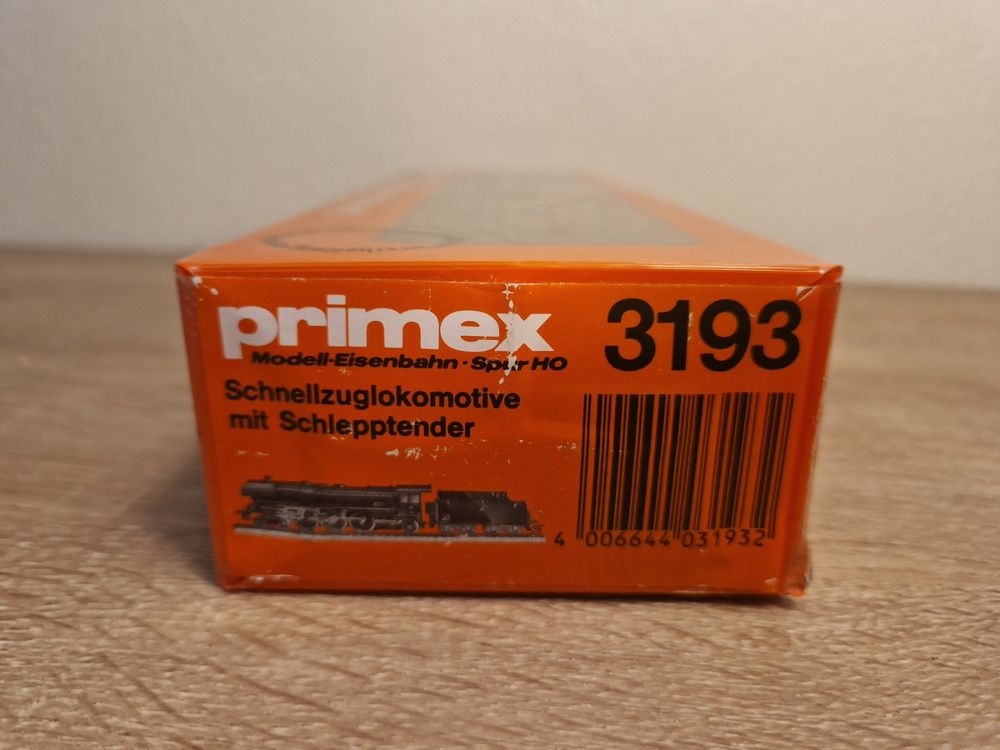 primex
Modell-Eisenbahn · Spur HO
3193
Schnellzuglokomotive
mit Schlepptender
4 006644 031932